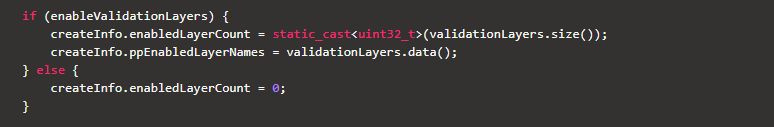 if (enableValidationLayers) {
    createInfo.enabledLayerCount = static_cast<uint32_t>(validationLayers.size());
    createInfo.ppEnabledLayerNames = validationLayers.data();
} else {
    createInfo.enabledLayerCount = 0;
}